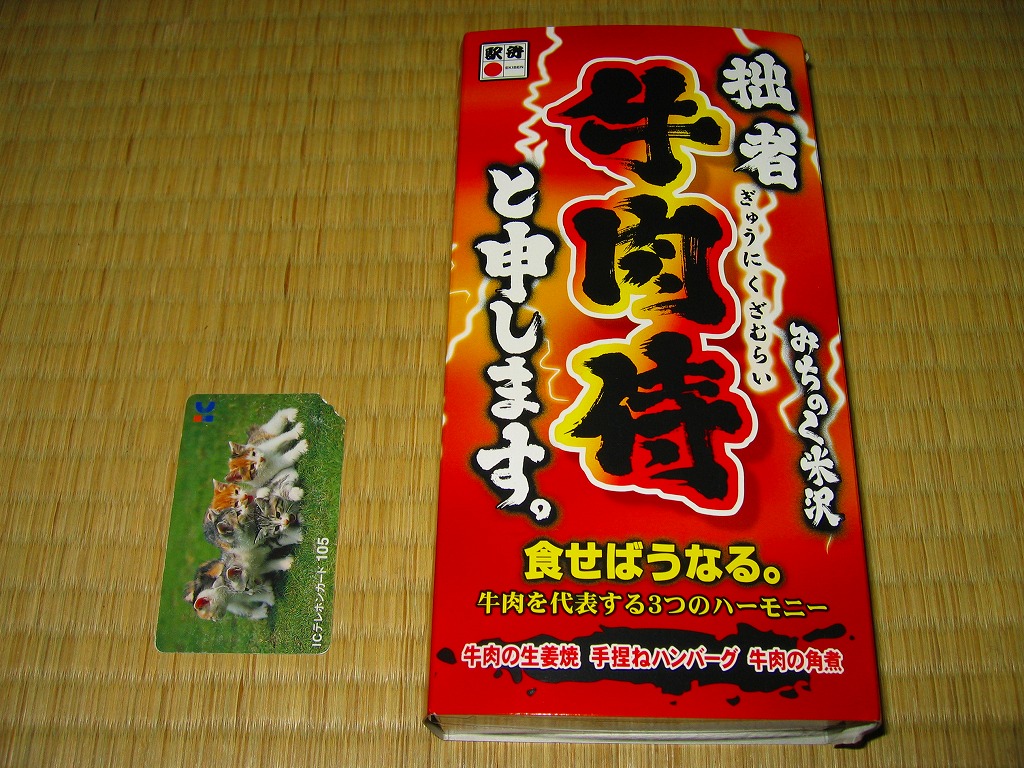 駅弁
EKIBEN
拙者
牛肉侍
ぎゅうにくざむらい
と申します。
みちのく米沢
食せばうなる。
牛肉を代表する3つのハーモニー
牛肉の生姜焼 手捏ねハンバーグ 牛肉の角煮
ICテレホンカード 105